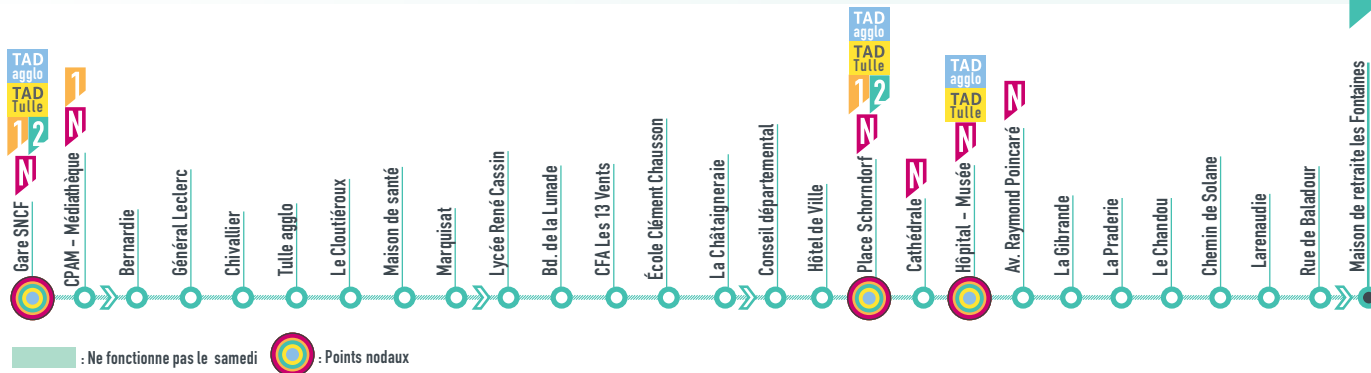 TAD
agglo
TAD
Tulle
1 2
N
Gare SNCF
1
N
CPAM – Médiathèque
Bernardie
Général Leclerc
Chivallier
Tulle agglo
Le Cloutiéroux
Maison de santé
Marquisat
Lycée René Cassin
Bd. de la Lunade
CFA Les 13 Vents
École Clément Chausson
La Châtaigneraie
Conseil départemental
Hôtel de Ville
TAD
agglo
TAD
Tulle
1 2
N
Place Schorndorf
N
Cathédrale
TAD
agglo
TAD
Tulle
N
Hôpital – Musée
N
Av. Raymond Poincaré
La Gibrande
La Praderie
Le Chandou
Chemin de Solane
Larenaudie
Rue de Baladour
Maison de retraite les Fontaines
: Ne fonctionne pas le samedi
: Points nodaux